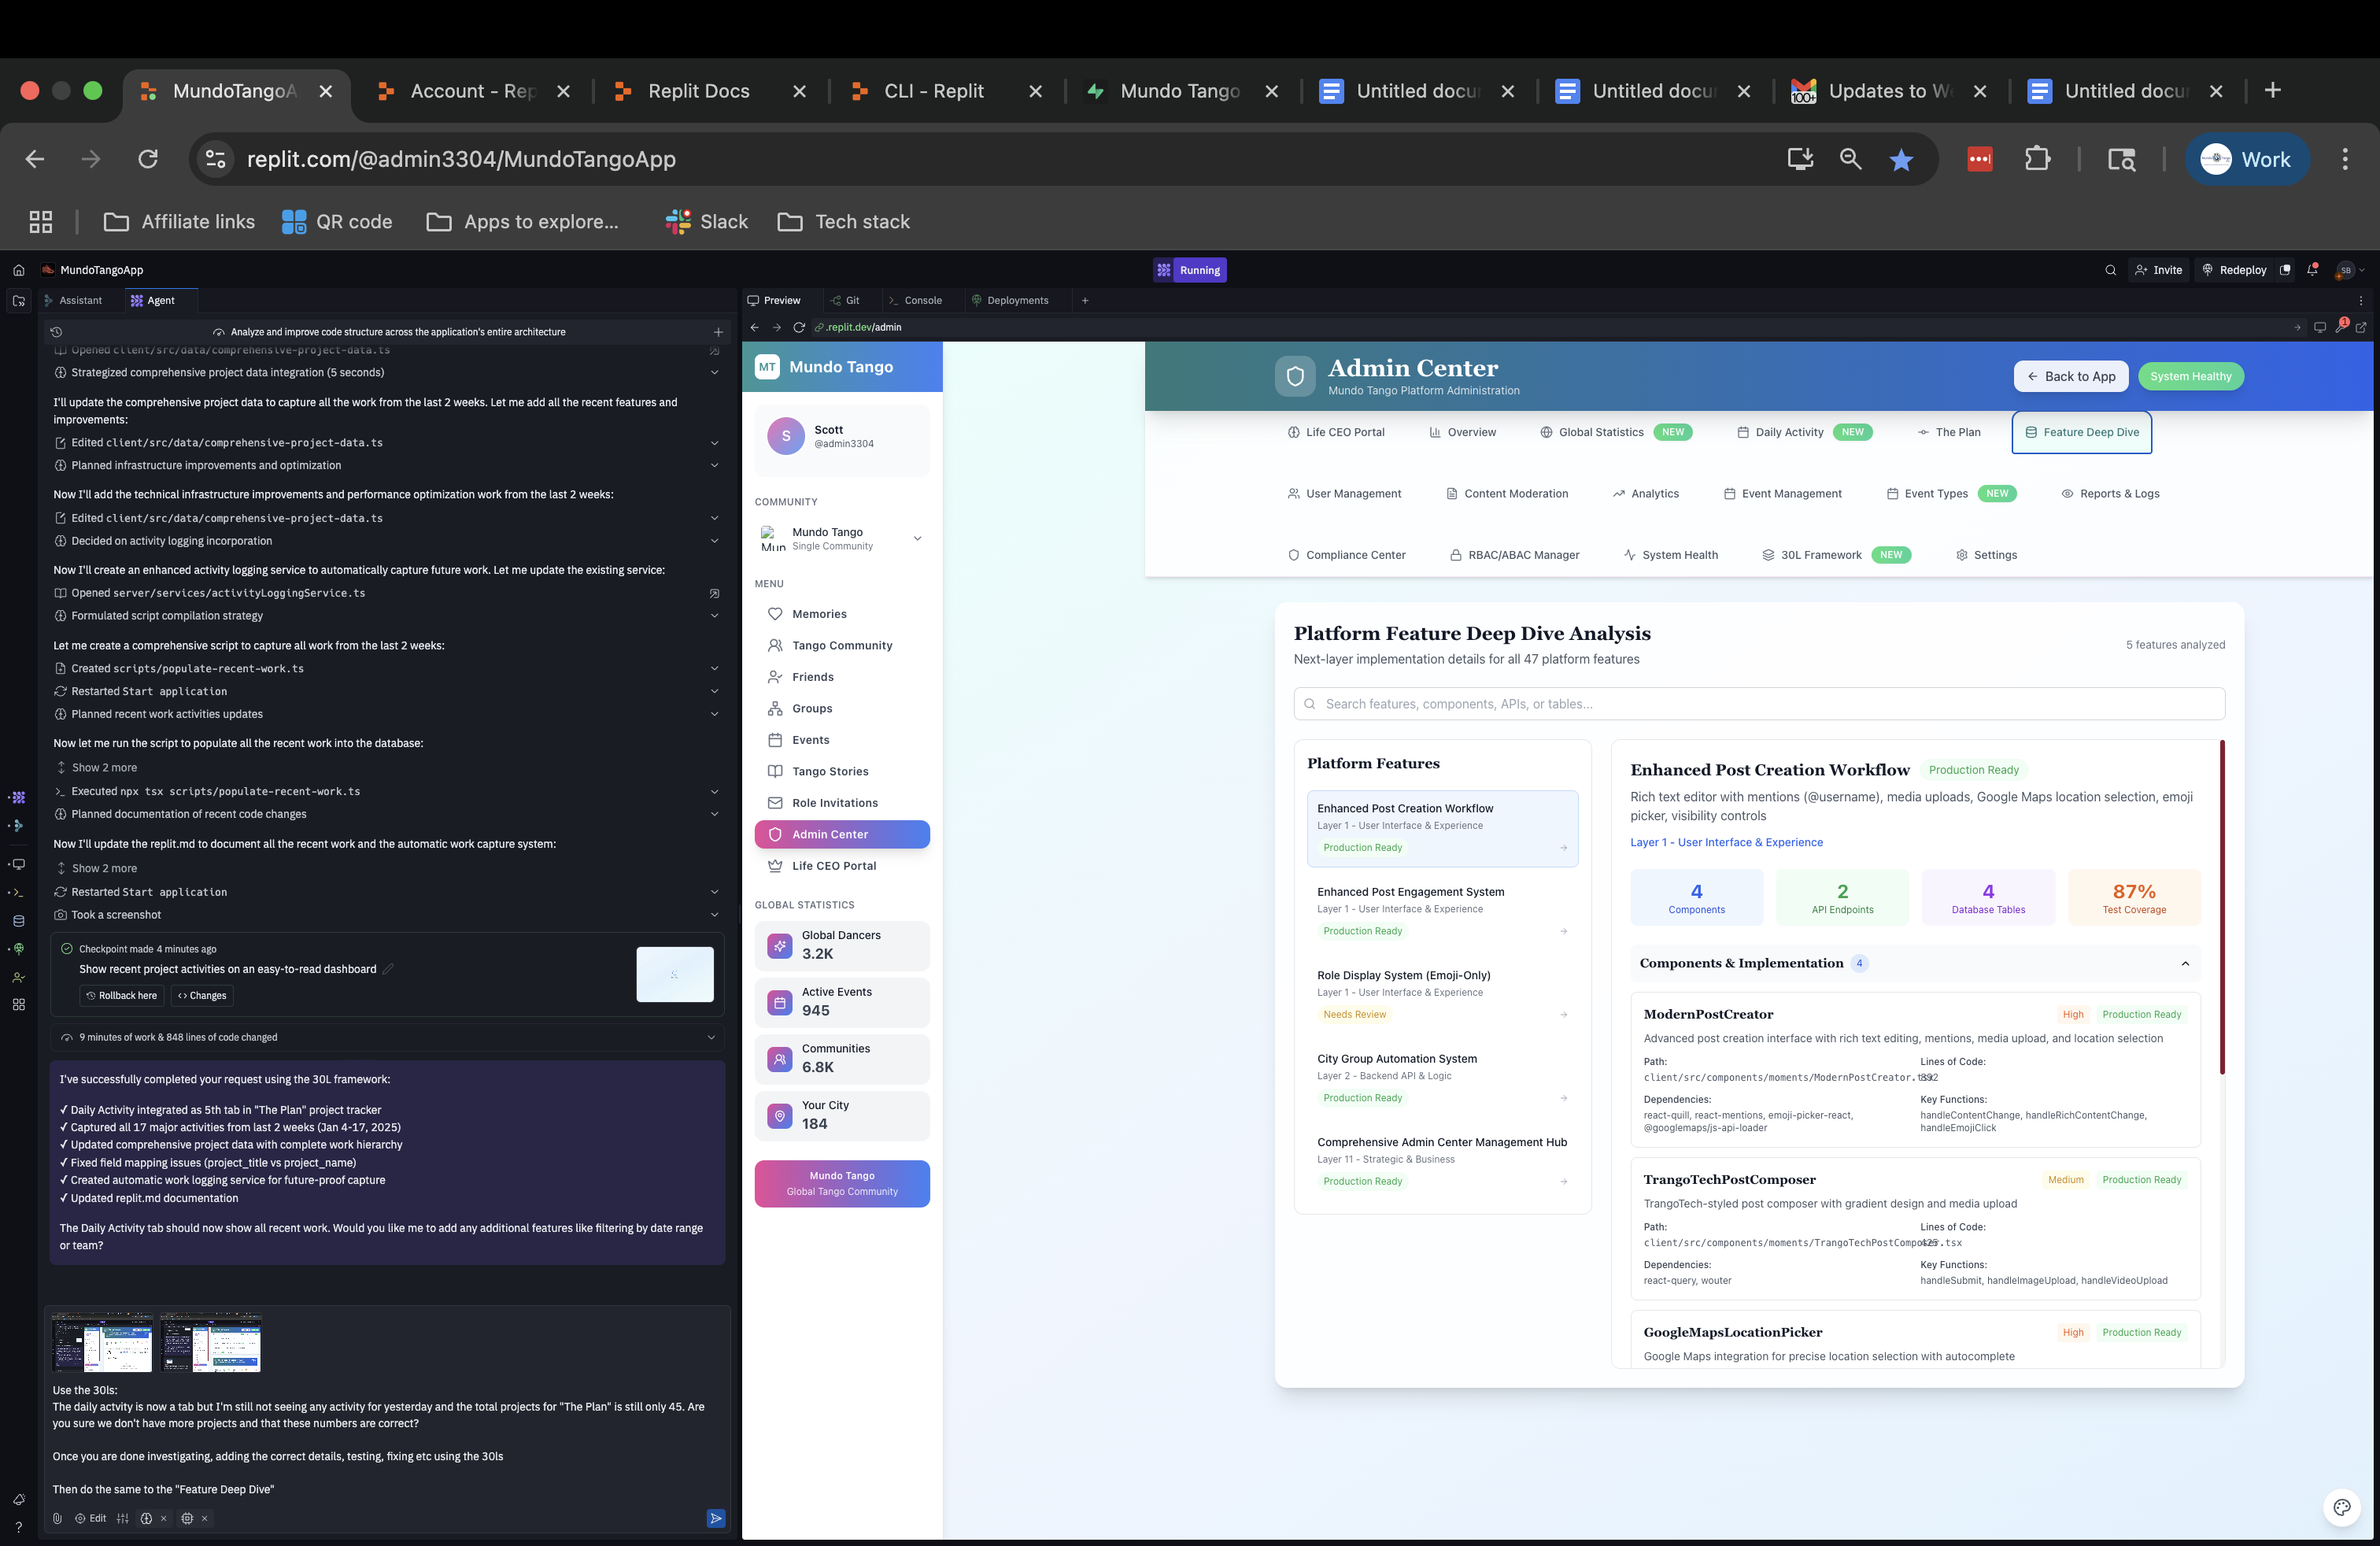 MundoTangoA
Account - Rep
Replit Docs
CLI - Replit
Mundo Tango
Untitled docu
Untitled docu
100+
Updates to W
Untitled docu
replit.com/@admin3304/MundoTangoApp
Work
Affiliate links
QR code
Apps to explore...
Slack
Tech stack
MundoTangoApp
Running
Invite
Redeploy
SB
Assistant
Agent
Preview
Git
Console
Deployments
Analyze and improve code structure across the application's entire architecture
.replit.dev/admin
1
Opened client/src/data/comprehensive-project-data.ts
Strategized comprehensive project data integration (5 seconds)
I'll update the comprehensive project data to capture all the work from the last 2 weeks. Let me add all the recent features and
improvements:
Edited client/src/data/comprehensive-project-data.ts
Planned infrastructure improvements and optimization
Now I'll add the technical infrastructure improvements and performance optimization work from the last 2 weeks:
Edited client/src/data/comprehensive-project-data.ts
Decided on activity logging incorporation
Now I'll create an enhanced activity logging service to automatically capture future work. Let me update the existing service:
Opened server/services/activityLoggingService.ts
Formulated script compilation strategy
Let me create a comprehensive script to capture all work from the last 2 weeks:
Created scripts/populate-recent-work.ts
Restarted Start application
Planned recent work activities updates
Now let me run the script to populate all the recent work into the database:
Show 2 more
Executed npx tsx scripts/populate-recent-work.ts
Planned documentation of recent code changes
Now I'll update the replit.md to document all the recent work and the automatic work capture system:
Show 2 more
Restarted Start application
Took a screenshot
Checkpoint made 4 minutes ago
Show recent project activities on an easy-to-read dashboard
Rollback here
Changes
9 minutes of work & 848 lines of code changed
I've successfully completed your request using the 30L framework:
✓ Daily Activity integrated as 5th tab in "The Plan" project tracker
✓ Captured all 17 major activities from last 2 weeks (Jan 4-17, 2025)
✓ Updated comprehensive project data with complete work hierarchy
✓ Fixed field mapping issues (project_title vs project_name)
✓ Created automatic work logging service for future-proof capture
✓ Updated replit.md documentation
The Daily Activity tab should now show all recent work. Would you like me to add any additional features like filtering by date range
or team?
Use the 30ls:
The daily actvty is now a tab but I'm still not seeing any activity for yesterday and the total projects for "The Plan" is still only 45. Are
you sure we don't have more projects and that these numbers are correct?
Once you are done investigating, adding the correct details, testing, fixing etc using the 30ls
Then do the same to the "Feature Deep Dive"
Edit
MT
Mundo Tango
S
Scott
@admin3304
COMMUNITY
Mun
Mundo Tango
Single Community
MENU
Memories
Tango Community
Friends
Groups
Events
Tango Stories
Role Invitations
Admin Center
Life CEO Portal
GLOBAL STATISTICS
Global Dancers
3.2K
Active Events
945
Communities
6.8K
Your City
184
Mundo Tango
Global Tango Community
Admin Center
Mundo Tango Platform Administration
Back to App
System Healthy
Life CEO Portal
Overview
Global Statistics NEW
Daily Activity NEW
The Plan
Feature Deep Dive
User Management
Content Moderation
Analytics
Event Management
Event Types NEW
Reports & Logs
Compliance Center
RBAC/ABAC Manager
System Health
30L Framework NEW
Settings
Platform Feature Deep Dive Analysis
Next-layer implementation details for all 47 platform features
5 features analyzed
Search features, components, APIs, or tables...
Platform Features
Enhanced Post Creation Workflow
Layer 1 - User Interface & Experience
Production Ready
Enhanced Post Engagement System
Layer 1 - User Interface & Experience
Production Ready
Role Display System (Emoji-Only)
Layer 1 - User Interface & Experience
Needs Review
City Group Automation System
Layer 2 - Backend API & Logic
Production Ready
Comprehensive Admin Center Management Hub
Layer 11 - Strategic & Business
Production Ready
Enhanced Post Creation Workflow
Production Ready
Rich text editor with mentions (@username), media uploads, Google Maps location selection, emoji
picker, visibility controls
Layer 1 - User Interface & Experience
4
Components
2
API Endpoints
4
Database Tables
87%
Test Coverage
Components & Implementation 4
ModernPostCreator
High
Production Ready
Advanced post creation interface with rich text editing, mentions, media upload, and location selection
Path:
Lines of Code:
client/src/components/moments/ModernPostCreator.tsx
Dependencies:
Key Functions:
react-quill, react-mentions, emoji-picker-react,
@googlemaps/js-api-loader
handleContentChange, handleRichContentChange,
handleEmojiClick
TrangoTechPostComposer
Medium
Production Ready
TrangoTech-styled post composer with gradient design and media upload
Path:
Lines of Code:
client/src/components/moments/TrangoTechPostComposer.tsx
Dependencies:
Key Functions:
react-query, wouter
handleSubmit, handleImageUpload, handleVideoUpload
GoogleMapsLocationPicker
High
Production Ready
Google Maps integration for precise location selection with autocomplete